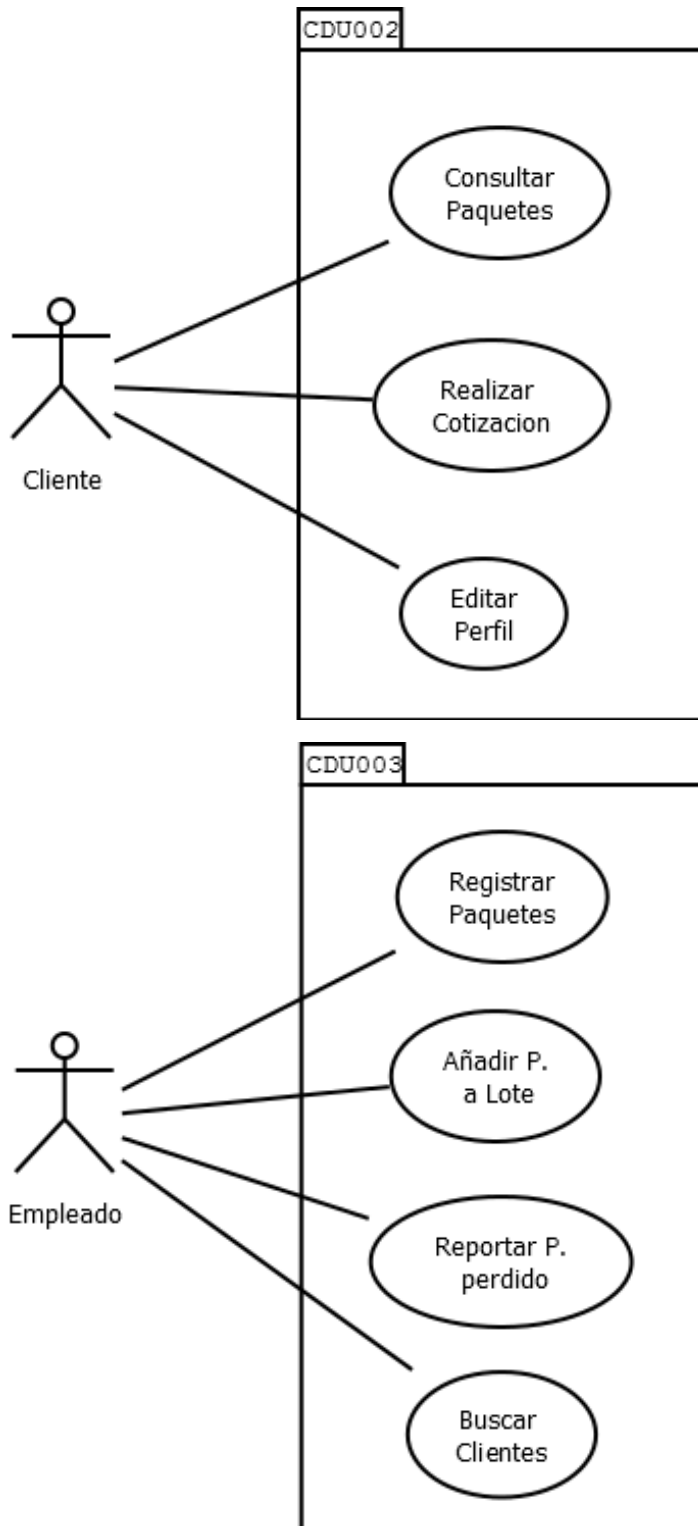 CDU002
Consultar
Paquetes
Realizar
Cotizacion
Cliente
Editar
Perfil
CDU003
Registrar
Paquetes
Añadir P.
a Lote
Empleado
Reportar P.
perdido
Buscar
Clientes